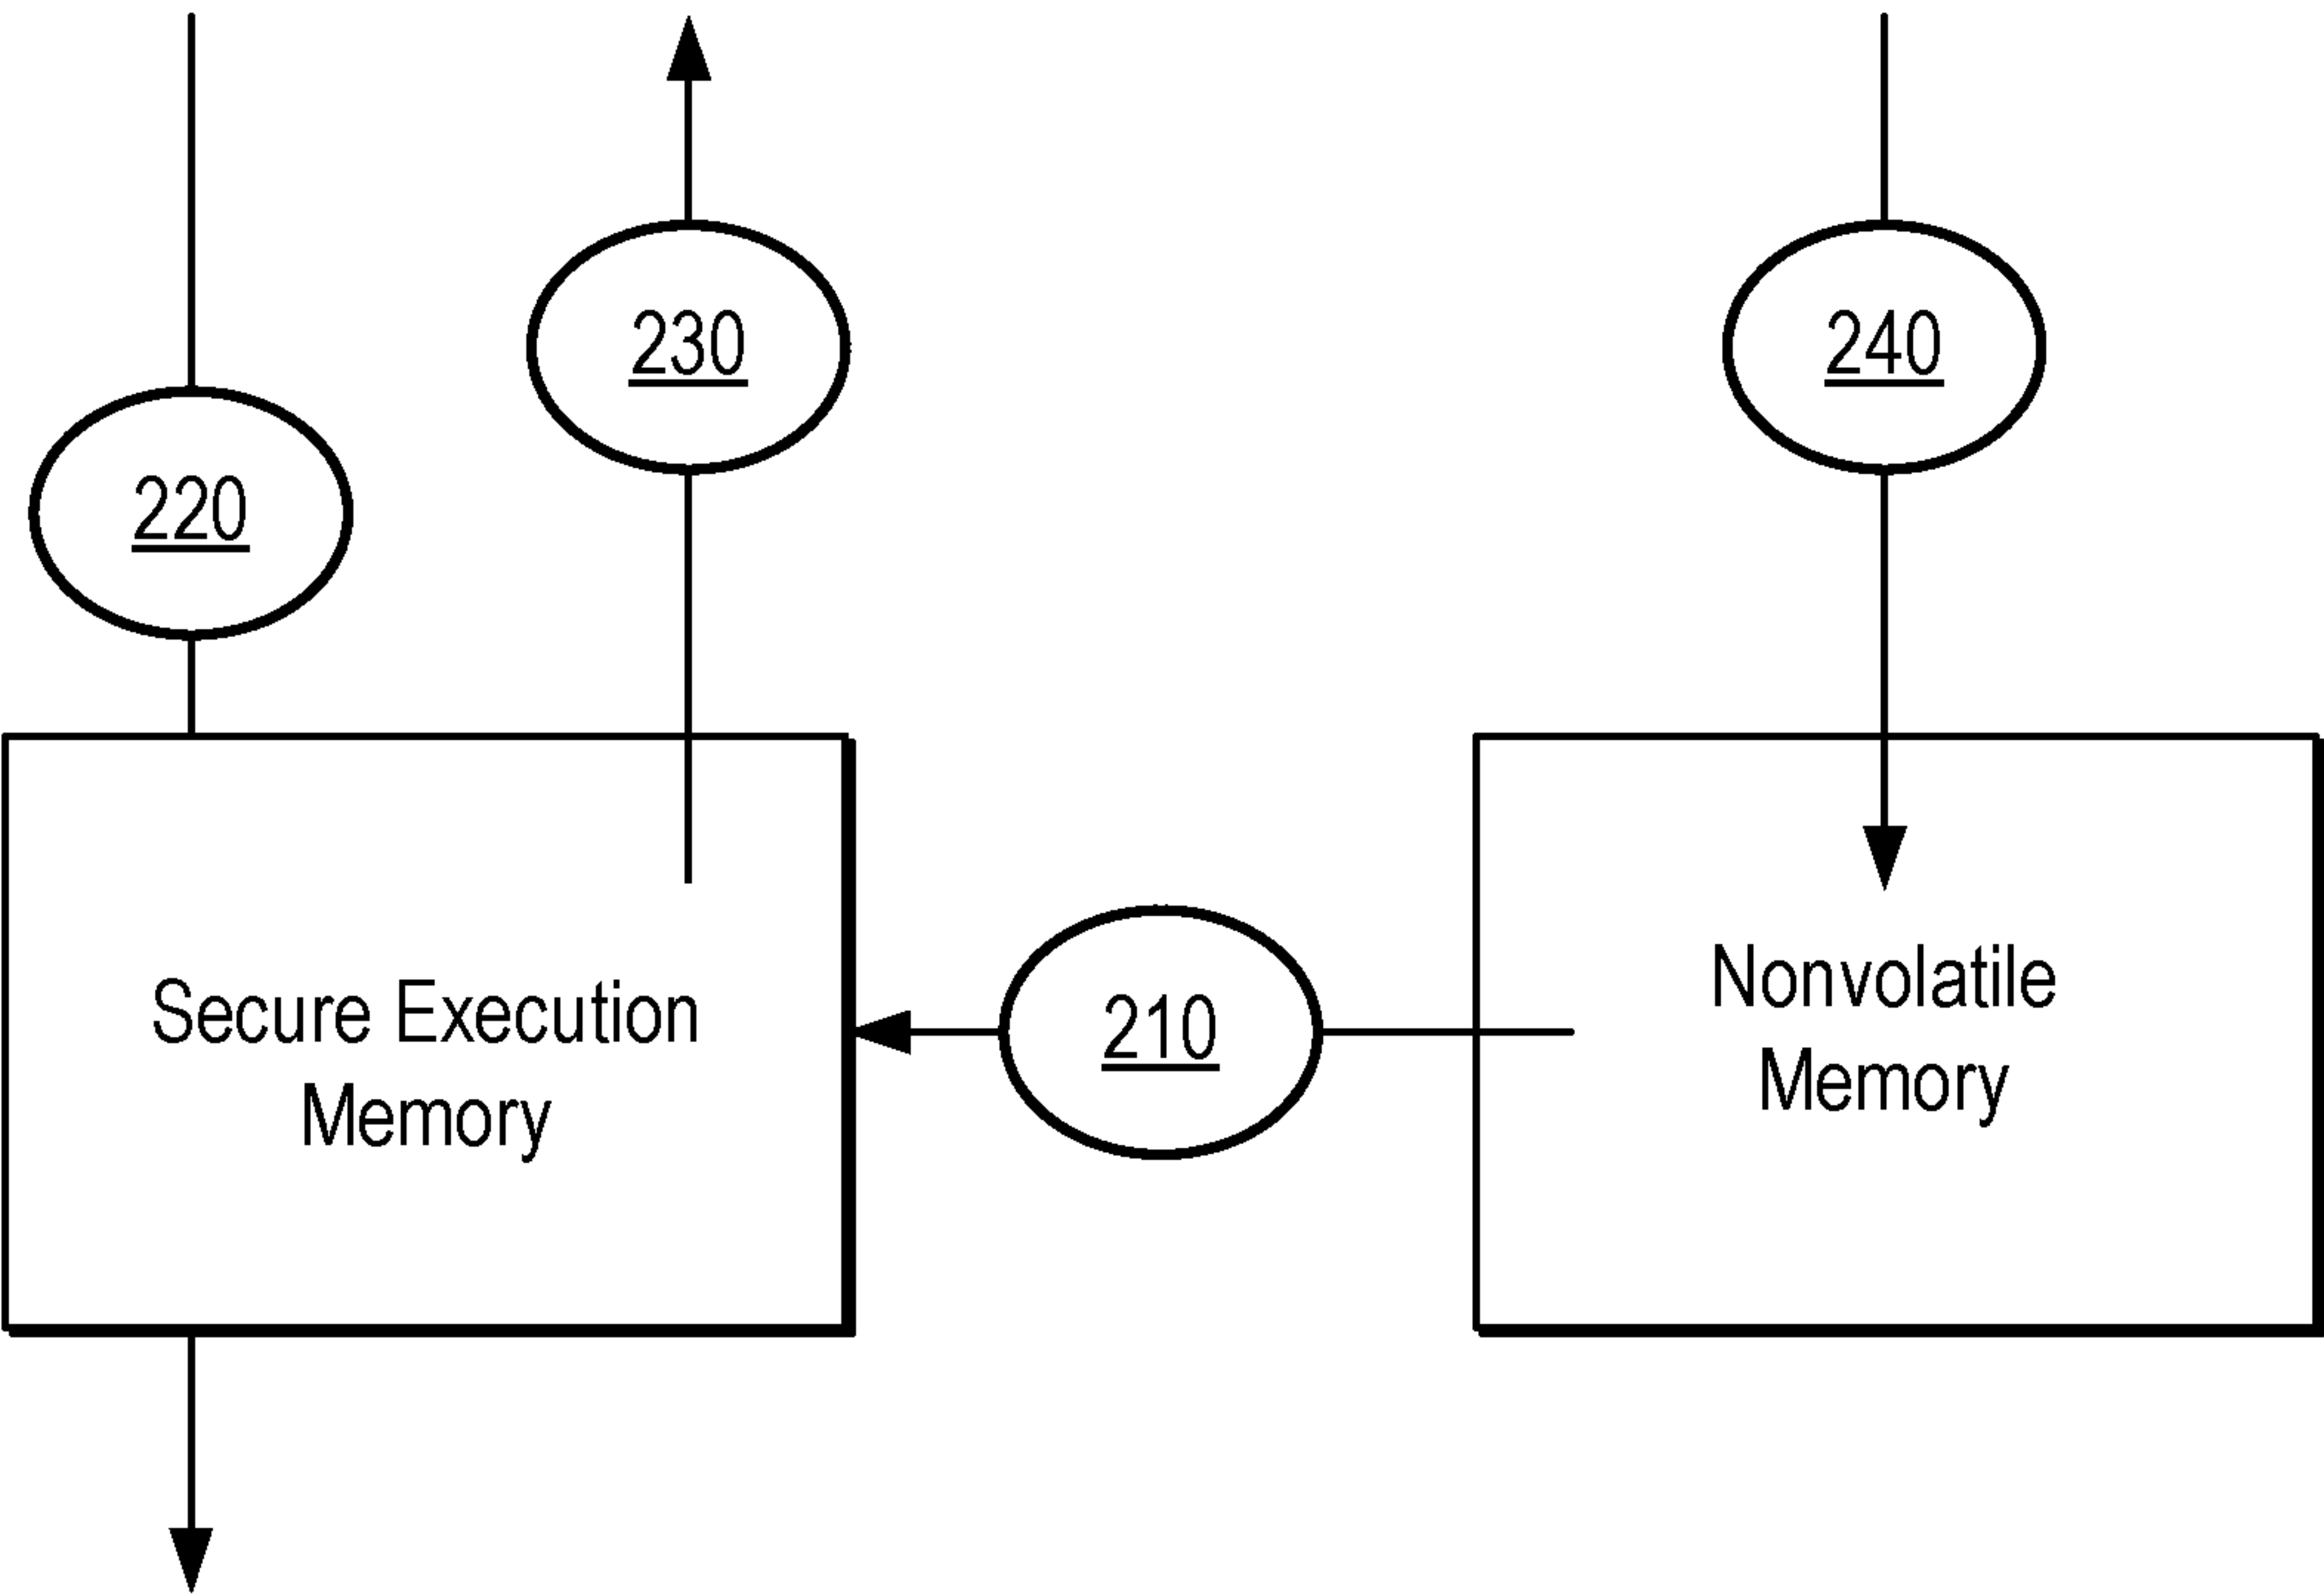 230
240
220
Secure Execution
Memory
210
Nonvolatile
Memory